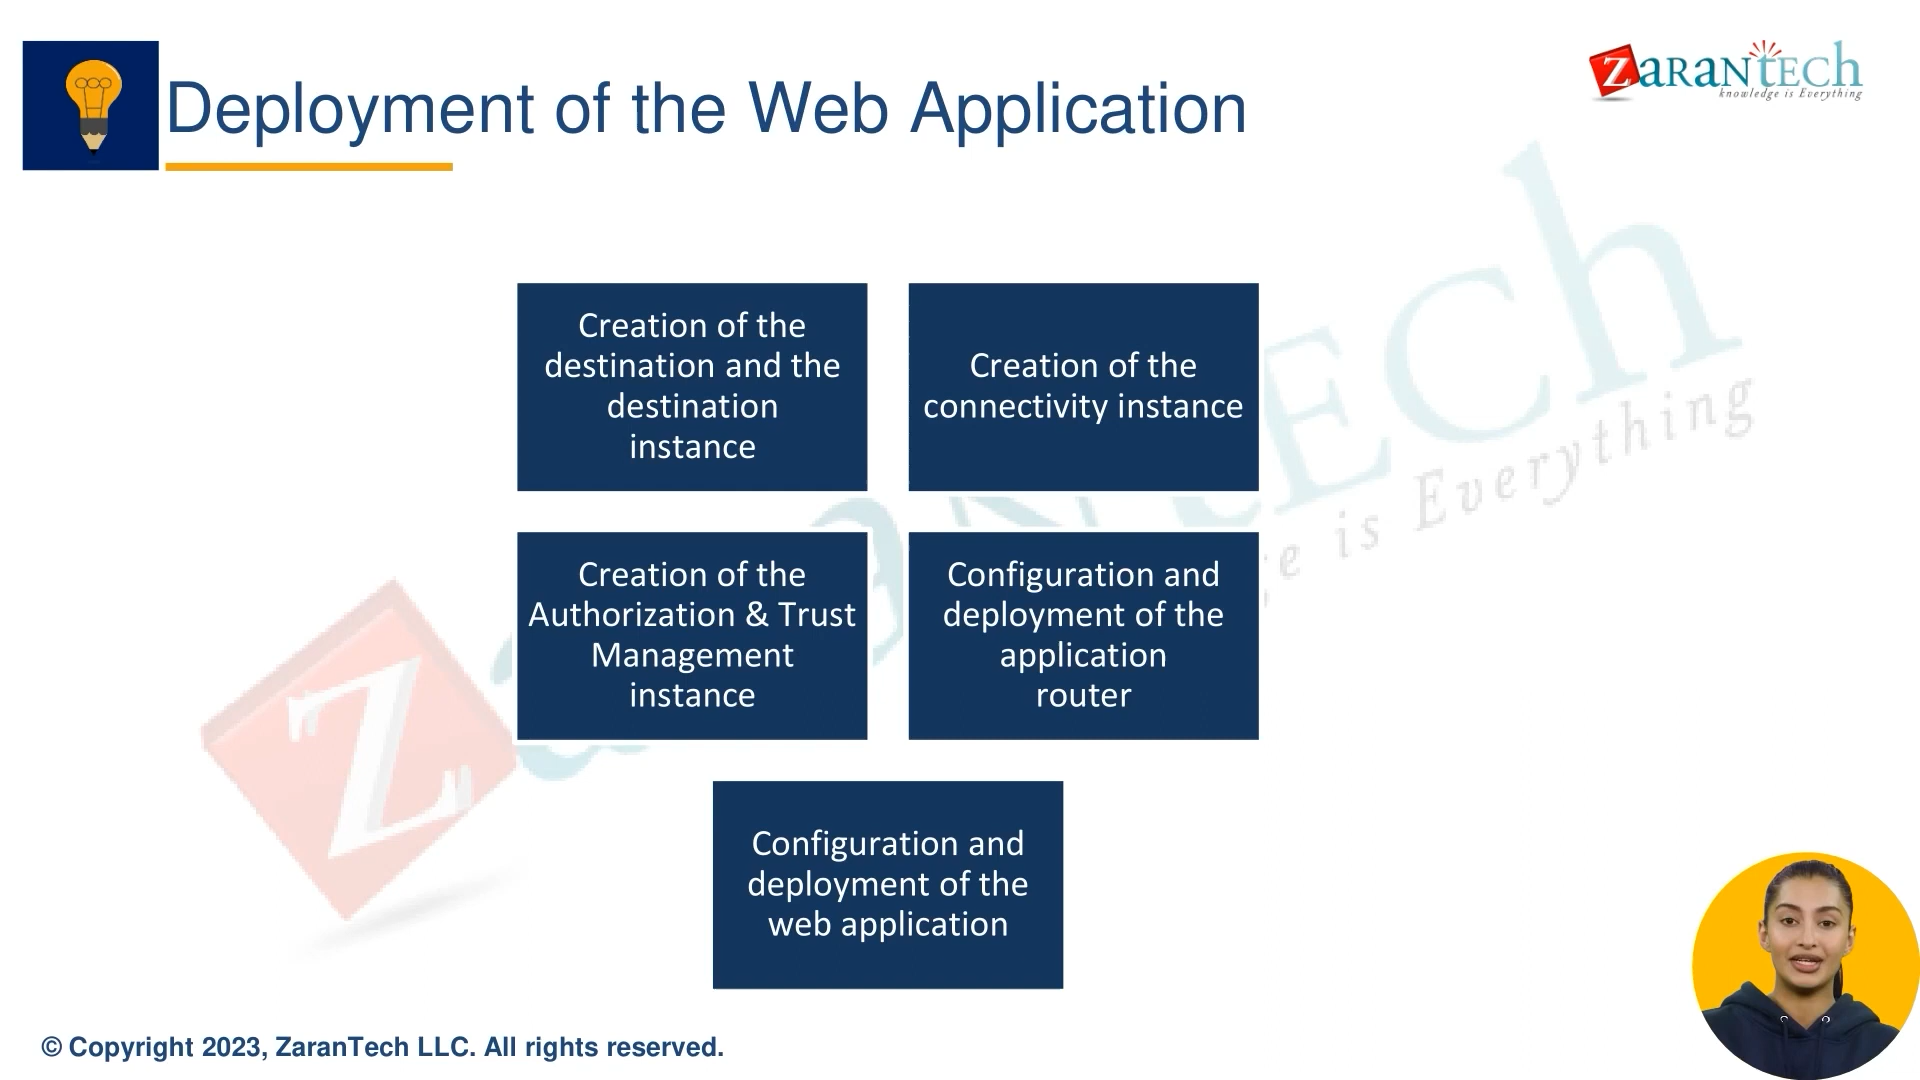 Deployment of the Web Application
ZARANTECH
knowledge is Everything
Creation of the
destination and the
destination
instance
Creation of the
connectivity instance
Creation of the
Authorization & Trust
Management
instance
Configuration and
deployment of the
application
router
Configuration and
deployment of the
web application
© Copyright 2023, ZaranTech LLC. All rights reserved.